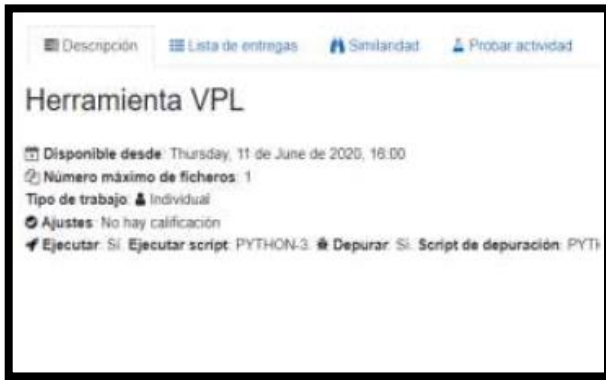 Descripción Lista de entregas Similaridad Probar actividad
Herramienta VPL
Disponible desde: Thursday, 11 de June de 2020, 16:00
Número máximo de ficheros: 1
Tipo de trabajo: Individual
Ajustes: No hay calificación
Ejecutar: Sí. Ejecutar script: PYTHON-3. Depurar: Sí. Script de depuración: PYTH